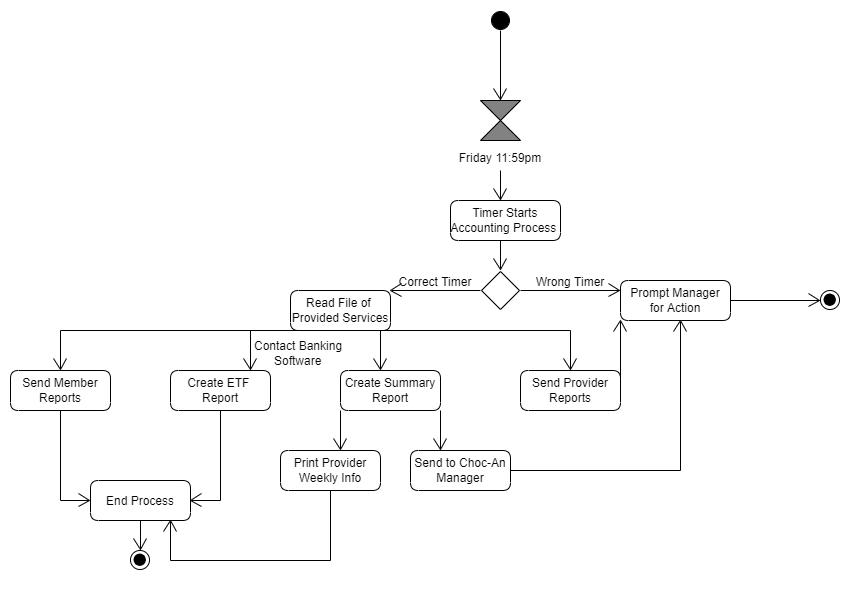 Friday 11:59pm
Timer Starts
Accounting Process
Correct Timer
Wrong Timer
Read File of
Provided Services
Prompt Manager
for Action
Contact Banking
Software
Send Member
Reports
Create ETF
Report
Create Summary
Report
Send Provider
Reports
Print Provider
Weekly Info
Send to Choc-An
Manager
End Process